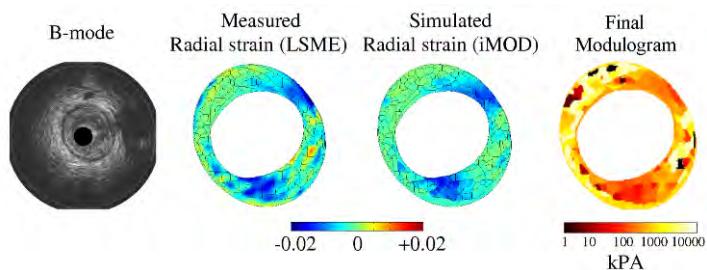 B-mode
Measured
Radial strain (LSME)
Simulated
Radial strain (iMOD)
Final
Modulogram
-0.02 0 +0.02
1 10 100 1000 10000
kPA